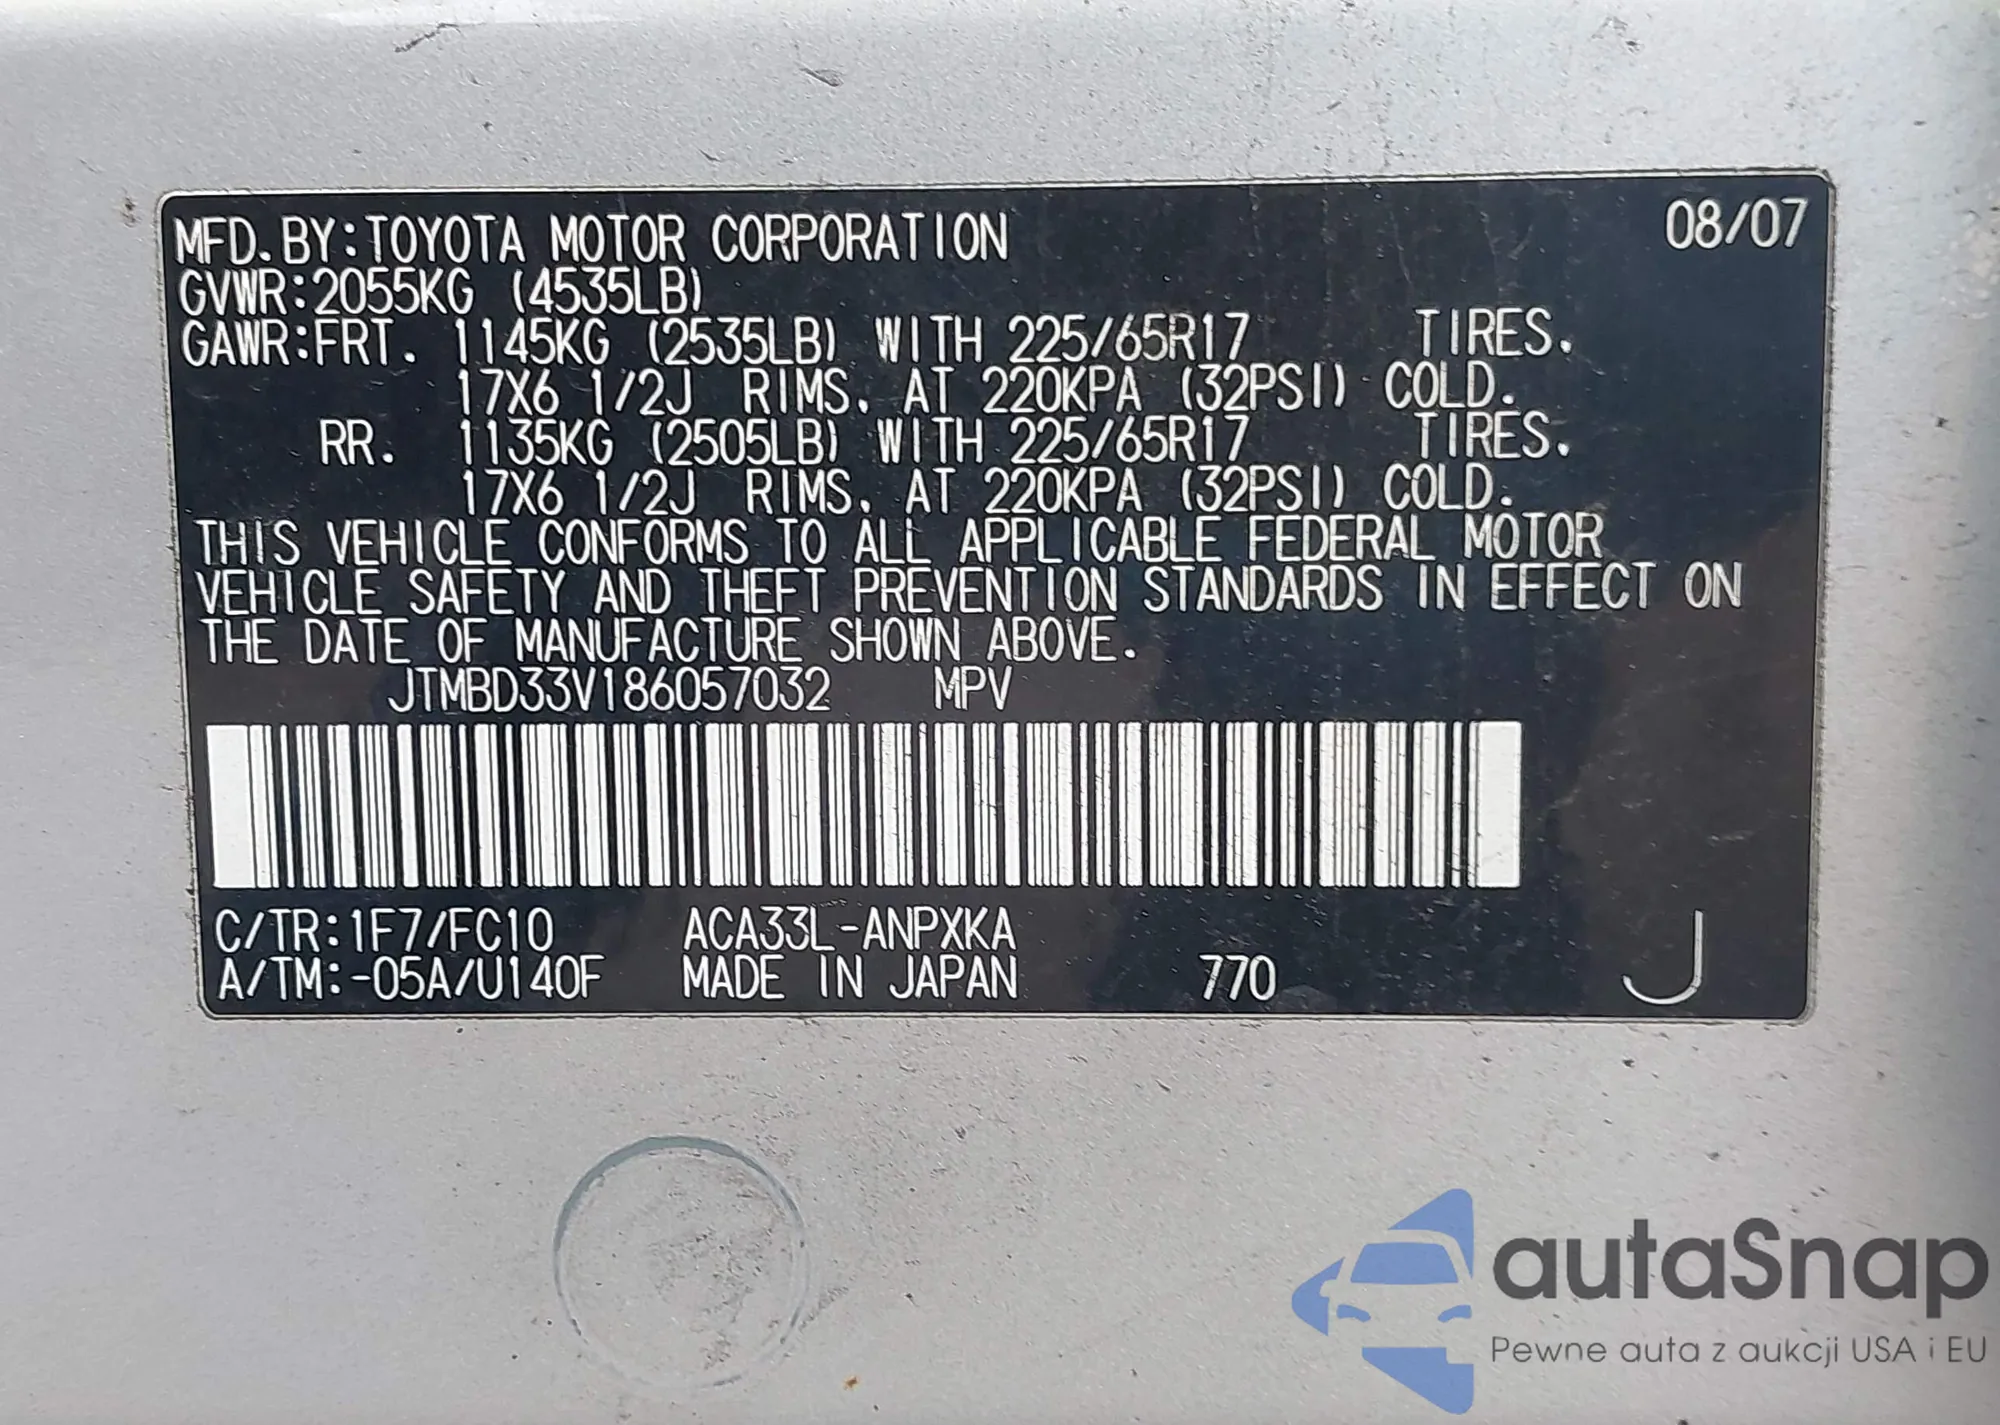 MFD.BY:TOYOTA MOTOR CORPORATION 08/07
GVWR:2055KG (4535LB)
GAWR:FRT. 1145KG (2535LB) WITH 225/65R17 TIRES.
17X6 1/2J RIMS, AT 220KPA (32PSI) COLD.
RR. 1135KG (2505LB) WITH 225/65R17 TIRES.
17X6 1/2J RIMS, AT 220KPA (32PSI) COLD.
THIS VEHICLE CONFORMS TO ALL APPLICABLE FEDERAL MOTOR
VEHICLE SAFETY AND THEFT PREVENTION STANDARDS IN EFFECT ON
THE DATE OF MANUFACTURE SHOWN ABOVE.
JTMBD33V186057032 MPV
C/TR:1F7/FC10 ACA33L-ANPXKA
A/TM:-05A/U140F MADE IN JAPAN 770 J
autaSnap
Pewne auta z aukcji USA i EU